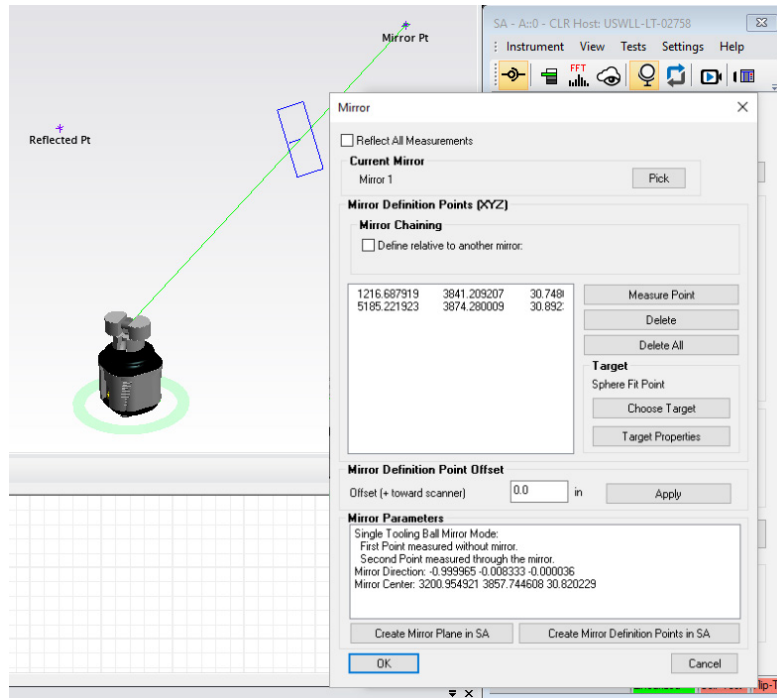 Mirror Pt
Reflected Pt
SA - A::0 - CLR Host: USWLL-LT-02758
Instrument View Tests Settings Help
FFT
Mirror
Reflect All Measurements
Current Mirror
Mirror 1
Pick
Mirror Definition Points (XYZ)
Mirror Chaining
Define relative to another mirror:
1216.687919 3841.209207 30.748
5185.221923 3874.280009 30.892
Measure Point
Delete
Delete All
Target
Sphere Fit Point
Choose Target
Target Properties
Mirror Definition Point Offset
Offset (+ toward scanner) 0.0 in Apply
Mirror Parameters
Single Tooling Ball Mirror Mode:
First Point measured without mirror.
Second Point measured through the mirror.
Mirror Direction: -0.999965 -0.008333 -0.000036
Mirror Center: 3200.954921 3857.744608 30.820229
Create Mirror Plane in SA Create Mirror Definition Points in SA
OK Cancel